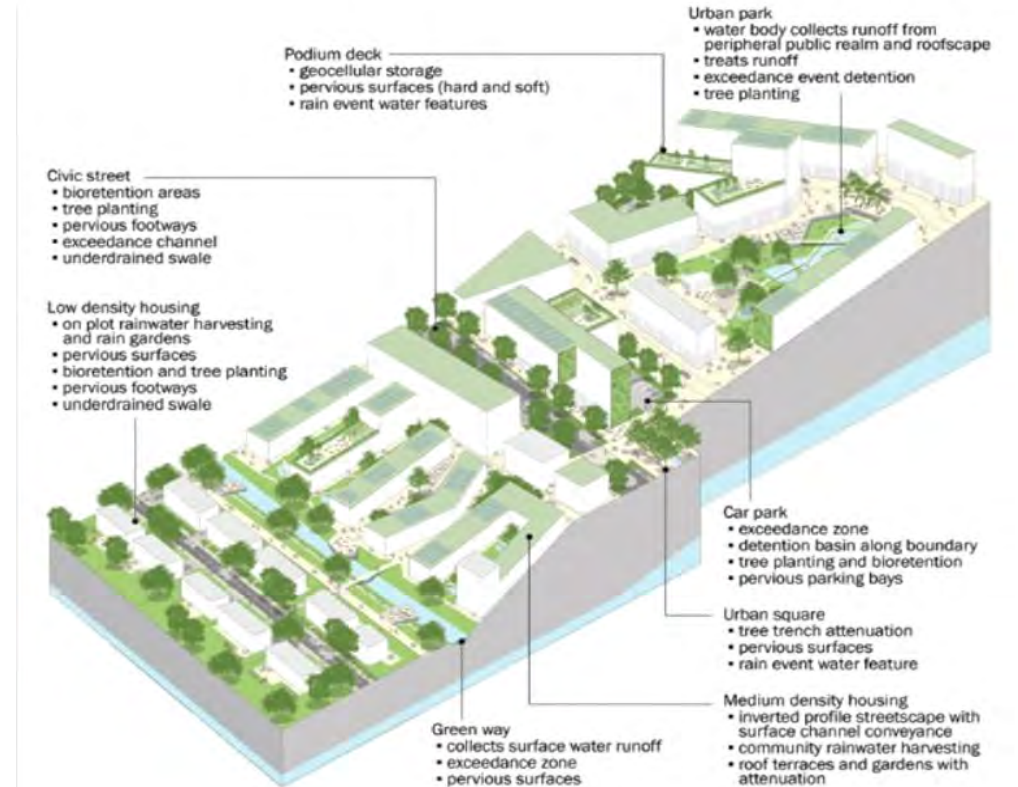 Urban park
• water body collects runoff from
peripheral public realm and roofscape
• treats runoff
• exceedance event detention
• tree planting
Podium deck
• geocellular storage
• pervious surfaces (hard and soft)
• rain event water features
Civic street
• bioretention areas
• tree planting
• pervious footways
• exceedance channel
• underdrained swale
Low density housing
• on plot rainwater harvesting
and rain gardens
• pervious surfaces
• bioretention and tree planting
• pervious footways
• underdrained swale
Car park
• exceedance zone
• detention basin along boundary
• tree planting and bioretention
• pervious parking bays
Urban square
• tree trench attenuation
• pervious surfaces
• rain event water feature
Medium density housing
• inverted profile streetscape with
surface channel conveyance
• community rainwater harvesting
• roof terraces and gardens with
attenuation
Green way
• collects surface water runoff
• exceedance zone
• pervious surfaces